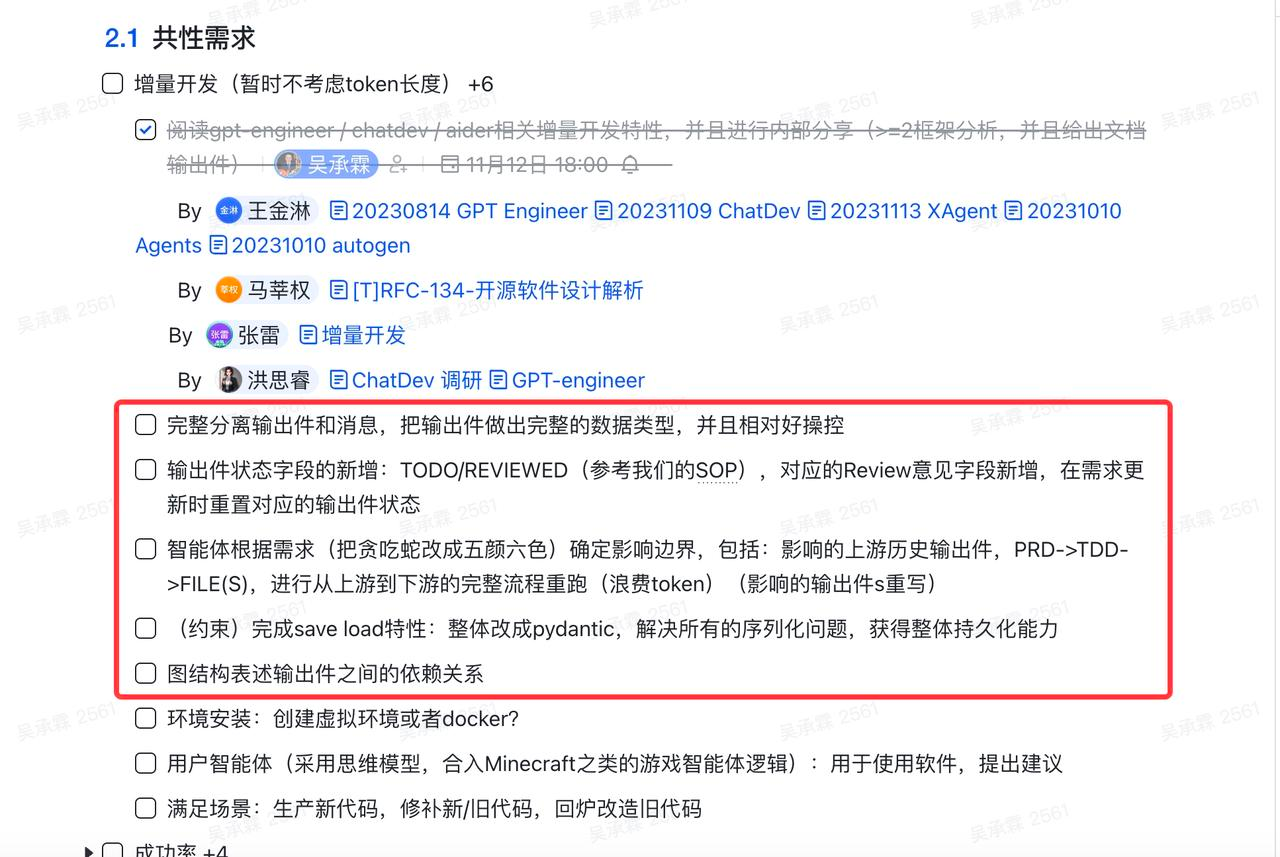 2.1 共性需求
增量开发（暂时不考虑token长度） +6
阅读gpt-engineer / chatdev / aider相关增量开发特性，并且进行内部分享（>=2框架分析，并且给出文档
输出件） 吴承霖 11月12日 18:00
By 金淋 王金淋 20230814 GPT Engineer 20231109 ChatDev 20231113 XAgent 20231010
Agents 20231010 autogen
By 莘权 马莘权 [T]RFC-134-开源软件设计解析
By 张雷 张雷 增量开发
By 洪思睿 ChatDev 调研 GPT-engineer
完整分离输出件和消息，把输出件做出完整的数据类型，并且相对好操控
输出件状态字段的新增：TODO/REVIEWED（参考我们的SOP），对应的Review意见字段新增，在需求更
新时重置对应的输出件状态
智能体根据需求（把贪吃蛇改成五颜六色）确定影响边界，包括：影响的上游历史输出件，PRD->TDD-
>FILE(S)，进行从上游到下游的完整流程重跑（浪费token）（影响的输出件s重写）
（约束）完成save load特性：整体改成pydantic，解决所有的序列化问题，获得整体持久化能力
图结构表述输出件之间的依赖关系
环境安装：创建虚拟环境或者docker?
用户智能体（采用思维模型，合入Minecraft之类的游戏智能体逻辑）：用于使用软件，提出建议
满足场景：生产新代码，修补新/旧代码，回炉改造旧代码
成功率 +4
吴承霖 2561